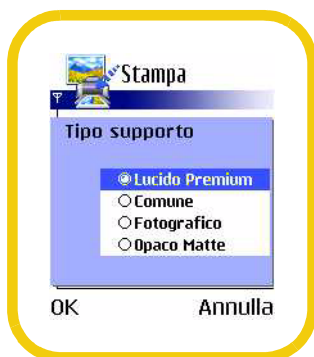 Stampa
Tipo supporto
Lucido Premium
Comune
Fotografico
Opaco Matte
OK Annulla